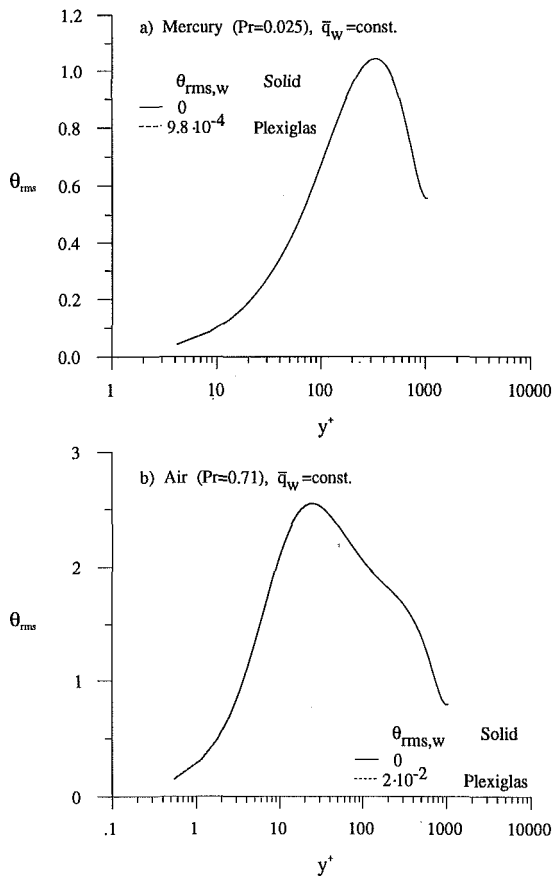 1.2
a) Mercury (Pr=0.025), q̄w=const.
1.0
θrms,w Solid
0
0.8
9.8·10-4 Plexiglas
θrms
0.6
0.4
0.2
0.0
1 10 100 1000 10000
y+
3
b) Air (Pr=0.71), q̄w=const.
2
θrms
1
θrms,w Solid
0
2·10-2 Plexiglas
0
.1 1 10 100 1000 10000
y+